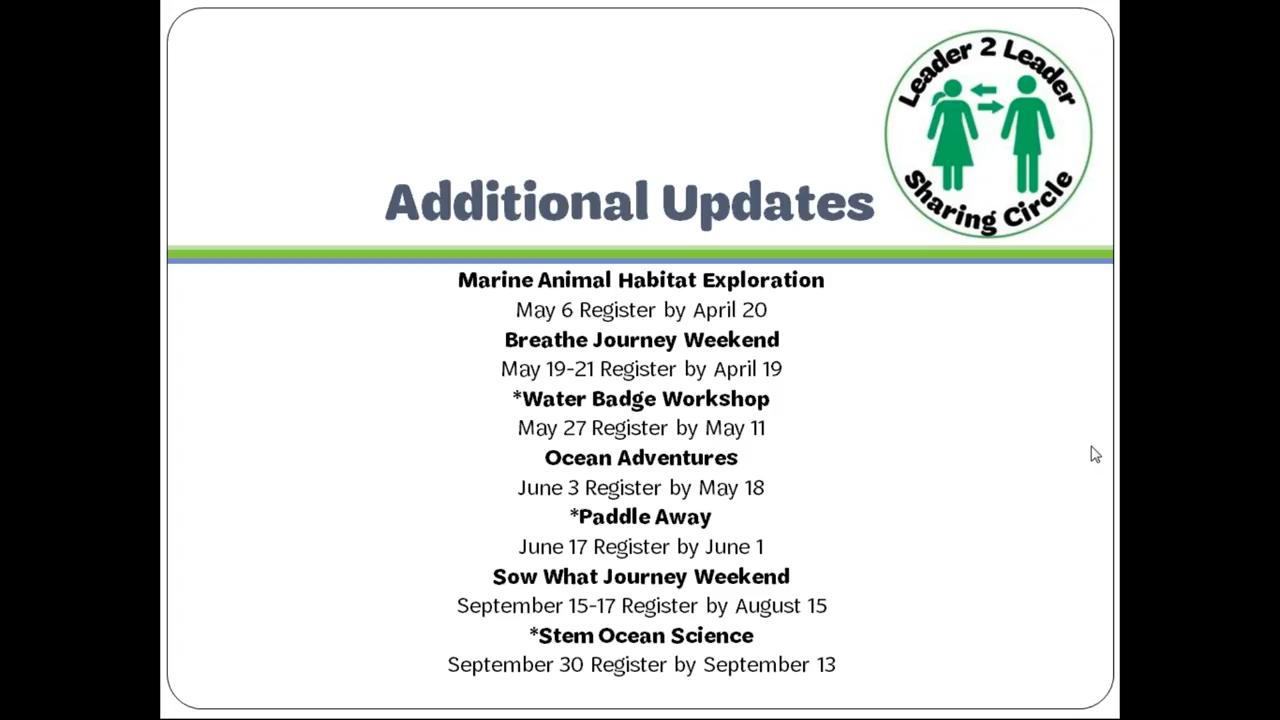 Leader 2 Leader
Sharing Circle
Additional Updates
Marine Animal Habitat Exploration
May 6 Register by April 20
Breathe Journey Weekend
May 19-21 Register by April 19
*Water Badge Workshop
May 27 Register by May 11
Ocean Adventures
June 3 Register by May 18
*Paddle Away
June 17 Register by June 1
Sow What Journey Weekend
September 15-17 Register by August 15
*Stem Ocean Science
September 30 Register by September 13